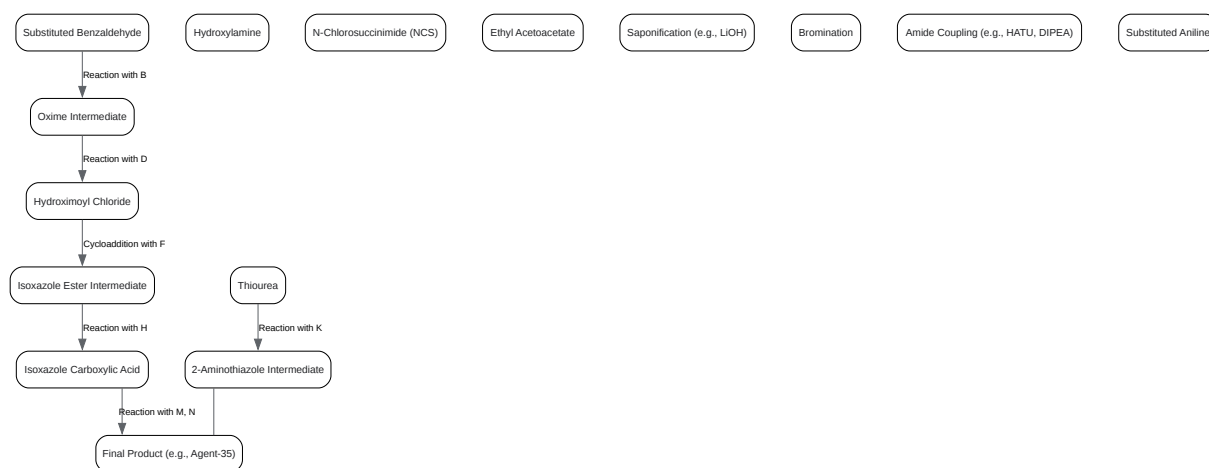 Substituted Benzaldehyde
Hydroxylamine
N-Chlorosuccinimide (NCS)
Ethyl Acetoacetate
Saponification (e.g., LiOH)
Bromination
Amide Coupling (e.g., HATU, DIPEA)
Substituted Aniline
Reaction with B
Oxime Intermediate
Reaction with D
Hydroximoyl Chloride
Cycloaddition with F
Isoxazole Ester Intermediate
Thiourea
Reaction with H
Reaction with K
Isoxazole Carboxylic Acid
2-Aminothiazole Intermediate
Reaction with M, N
Final Product (e.g., Agent-35)